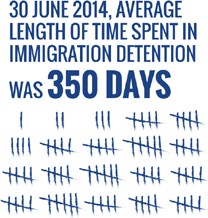 30 JUNE 2014, AVERAGE
LENGTH OF TIME SPENT IN
IMMIGRATION DETENTION
WAS 350 DAYS